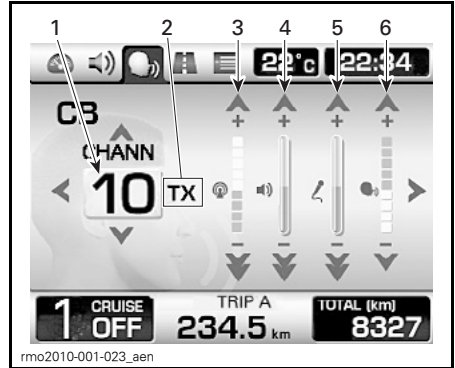 1 2 3 4 5 6
22°c 22:34
CB
CHANN
10 TX
+ + + +
- - - -
1 CRUISE OFF
TRIP A
234.5 km
TOTAL (km)
8327
rmo2010-001-023_aen